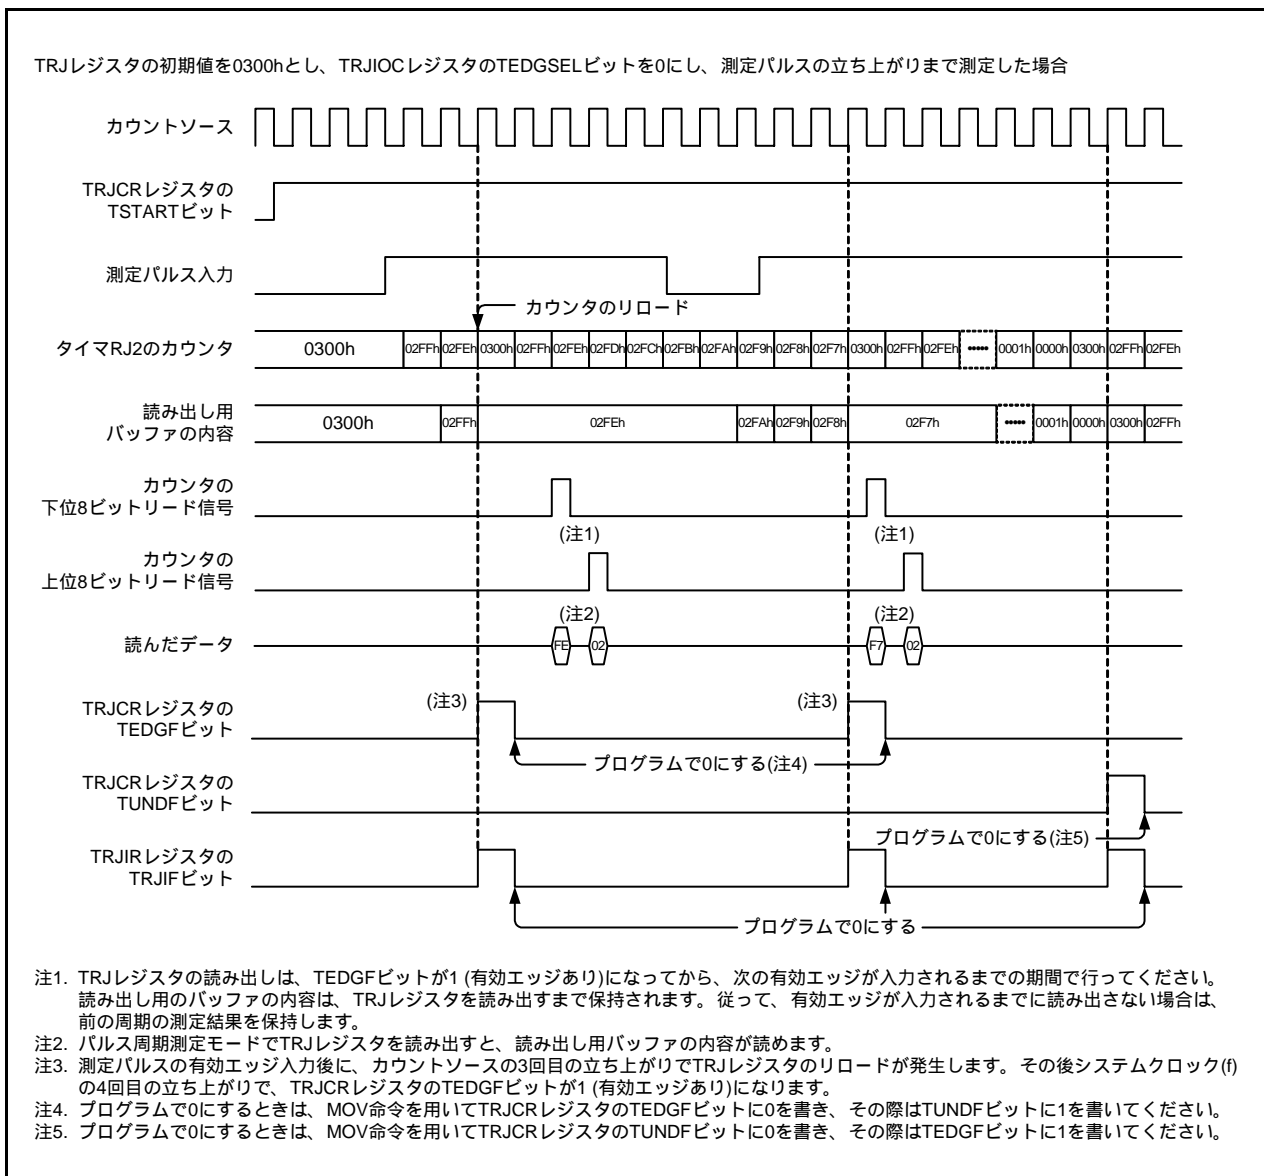 TRJレジスタの初期値を0300hとし、TRJIOCレジスタのTEDGSELビットを0にし、測定パルスの立ち上がりまで測定した場合
カウントソース
TRJCRレジスタの
TSTARTビット
測定パルス入力
カウンタのリロード
タイマRJ2のカウンタ
0300h 02FFh 02FEh 0300h 02FFh 02FEh 02FDh 02FCh 02FBh 02FAh 02F9h 02F8h 02F7h 0300h 02FFh 02FEh ••••• 0001h 0000h 0300h 02FFh 02FEh
読み出し用
バッファの内容
0300h 02FFh 02FEh 02FAh 02F9h 02F8h 02F7h ••••• 0001h 0000h 0300h 02FFh
カウンタの
下位8ビットリード信号
(注1) (注1)
カウンタの
上位8ビットリード信号
(注2) (注2)
読んだデータ
FE 02 F7 02
(注3) (注3)
TRJCRレジスタの
TEDGFビット
プログラムで0にする(注4)
TRJCRレジスタの
TUNDFビット
プログラムで0にする(注5)
TRJIRレジスタの
TRJIFビット
プログラムで0にする
注1. TRJレジスタの読み出しは、TEDGFビットが1 (有効エッジあり)になってから、次の有効エッジが入力されるまでの期間で行ってください。
読み出し用のバッファの内容は、TRJレジスタを読み出すまで保持されます。従って、有効エッジが入力されるまでに読み出さない場合は、
前の周期の測定結果を保持します。
注2. パルス周期測定モードでTRJレジスタを読み出すと、読み出し用バッファの内容が読めます。
注3. 測定パルスの有効エッジ入力後に、カウントソースの3回目の立ち上がりでTRJレジスタのリロードが発生します。その後システムクロック(f)
の4回目の立ち上がりで、TRJCRレジスタのTEDGFビットが1 (有効エッジあり)になります。
注4. プログラムで0にするときは、MOV命令を用いてTRJCRレジスタのTEDGFビットに0を書き、その際はTUNDFビットに1を書いてください。
注5. プログラムで0にするときは、MOV命令を用いてTRJCRレジスタのTUNDFビットに0を書き、その際はTEDGFビットに1を書いてください。